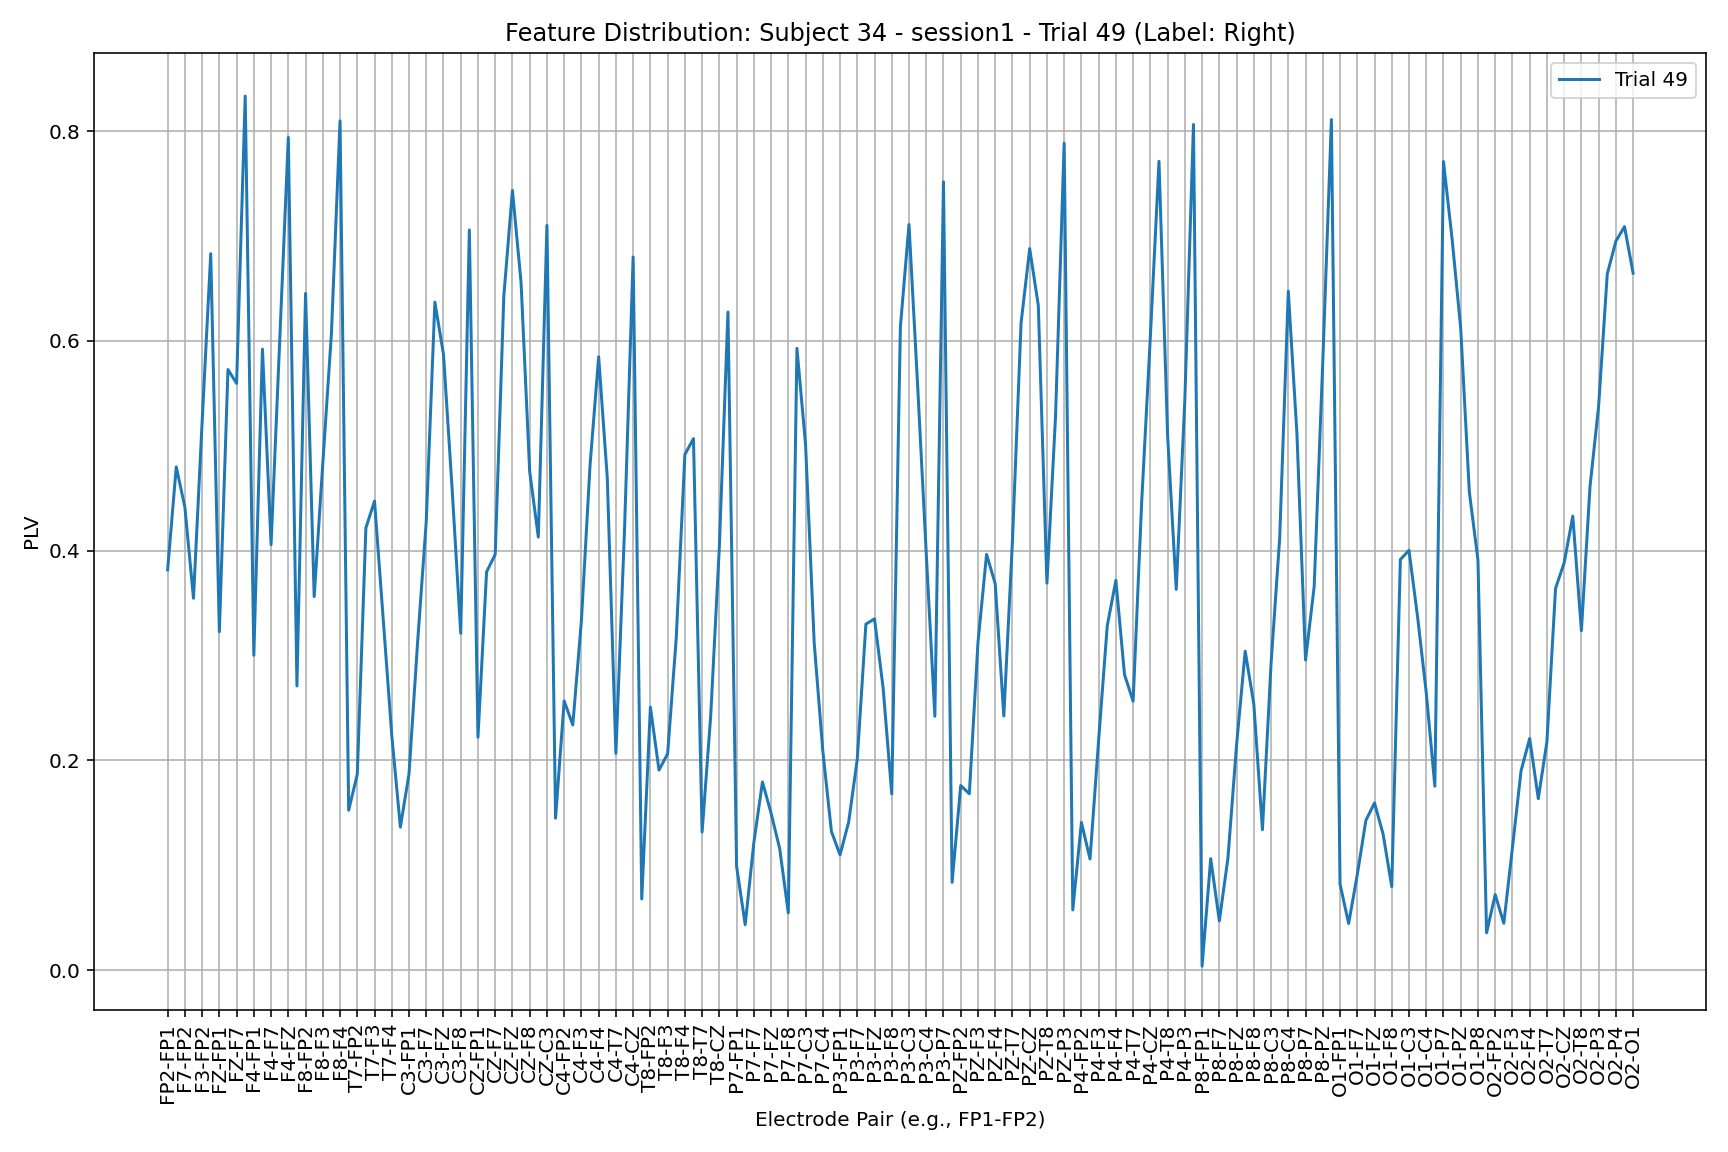 Feature Distribution: Subject 34 - session1 - Trial 49 (Label: Right)
Trial 49
PLV
0.8
0.6
0.4
0.2
0.0
FP2-FP1
F7-FP2
F3-FP2
FZ-FP1
FZ-F7
F4-FP1
F4-F7
F4-FZ
F8-FP2
F8-F3
F8-F4
T7-FP2
T7-F3
T7-F4
C3-FP1
C3-F7
C3-FZ
C3-F8
CZ-FP1
CZ-F7
CZ-FZ
CZ-F8
CZ-C3
C4-FP2
C4-F3
C4-F4
C4-T7
C4-CZ
T8-FP2
T8-F3
T8-F4
T8-T7
T8-CZ
P7-FP1
P7-F7
P7-FZ
P7-F8
P7-C3
P7-C4
P3-FP1
P3-F7
P3-FZ
P3-F8
P3-C3
P3-C4
P3-P7
PZ-FP2
PZ-F3
PZ-F4
PZ-T7
PZ-CZ
PZ-T8
PZ-P3
P4-FP2
P4-F3
P4-F4
P4-T7
P4-CZ
P4-T8
P4-P3
P8-FP1
P8-F7
P8-FZ
P8-F8
P8-C3
P8-C4
P8-P7
P8-PZ
O1-FP1
O1-F7
O1-FZ
O1-F8
O1-C3
O1-C4
O1-P7
O1-PZ
O1-P8
O2-FP2
O2-F3
O2-F4
O2-T7
O2-CZ
O2-T8
O2-P3
O2-P4
O2-O1
Electrode Pair (e.g., FP1-FP2)